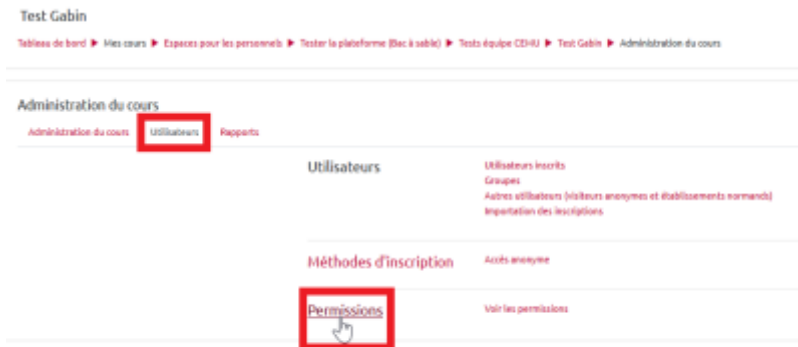 Test Gabin
Tableau de bord ▶ Mes cours ▶ Espaces pour les personnels ▶ Tester la plateforme (Bac à sable) ▶ Tests équipe CEMU ▶ Test Gabin ▶ Administration du cours
Administration du cours
Administration du cours Utilisateurs Rapports
Utilisateurs
Utilisateurs inscrits
Groupes
Autres utilisateurs (visiteurs anonymes et établissements normands)
Importation des inscriptions
Méthodes d'inscription
Accès anonyme
Permissions
Voir les permissions